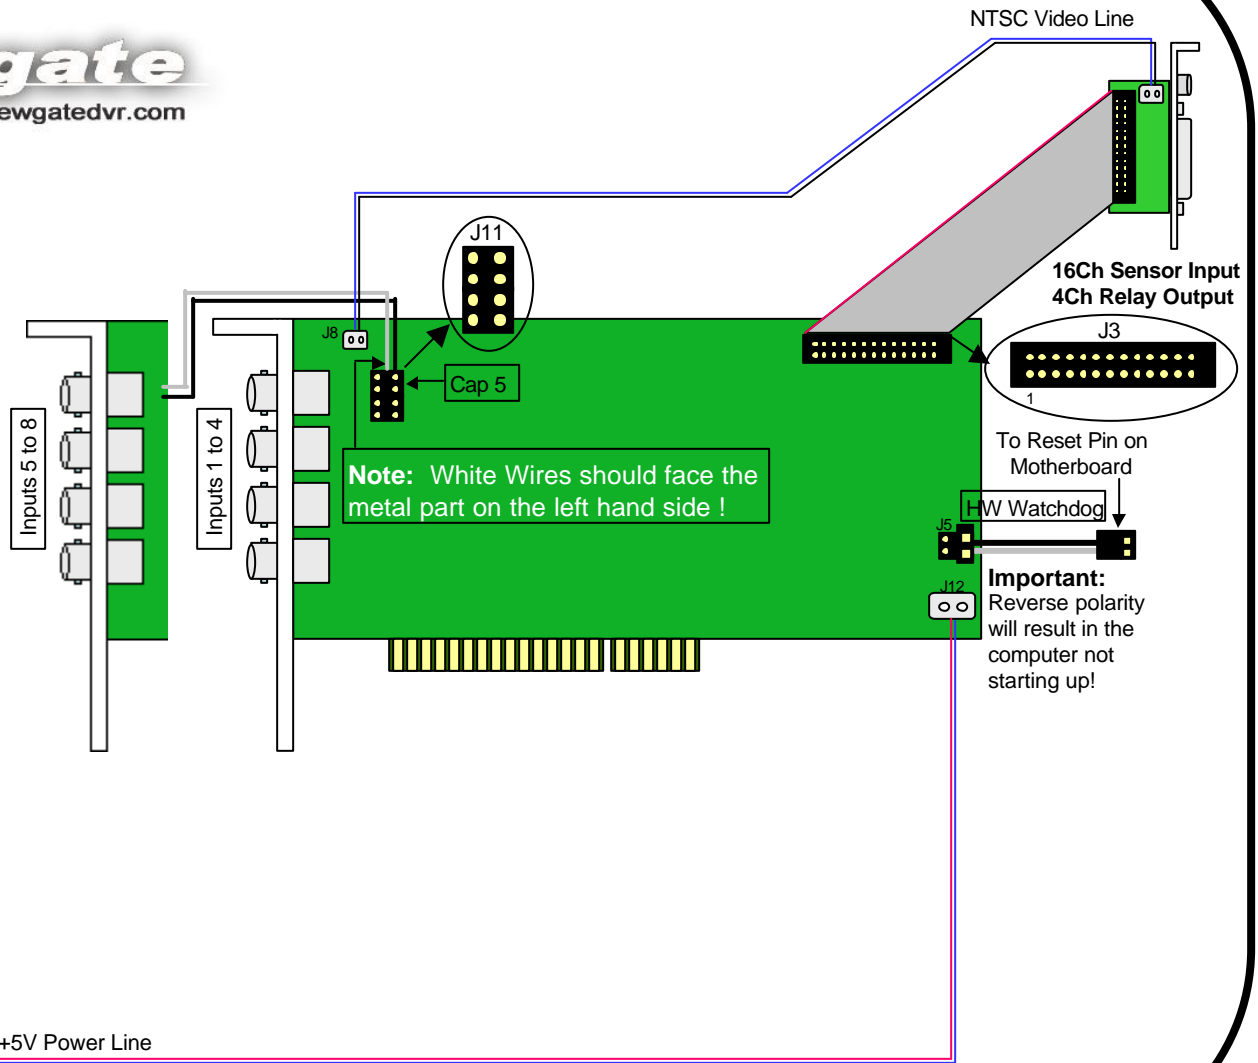 NTSC Video Line
gate
ewgatedvr.com
J11
16Ch Sensor Input
4Ch Relay Output
J8
J3
Cap 5
1
Inputs 5 to 8
Inputs 1 to 4
To Reset Pin on
Motherboard
Note: White Wires should face the
metal part on the left hand side !
HW Watchdog
J5
Important:
J12
Reverse polarity
will result in the
computer not
starting up!
+5V Power Line